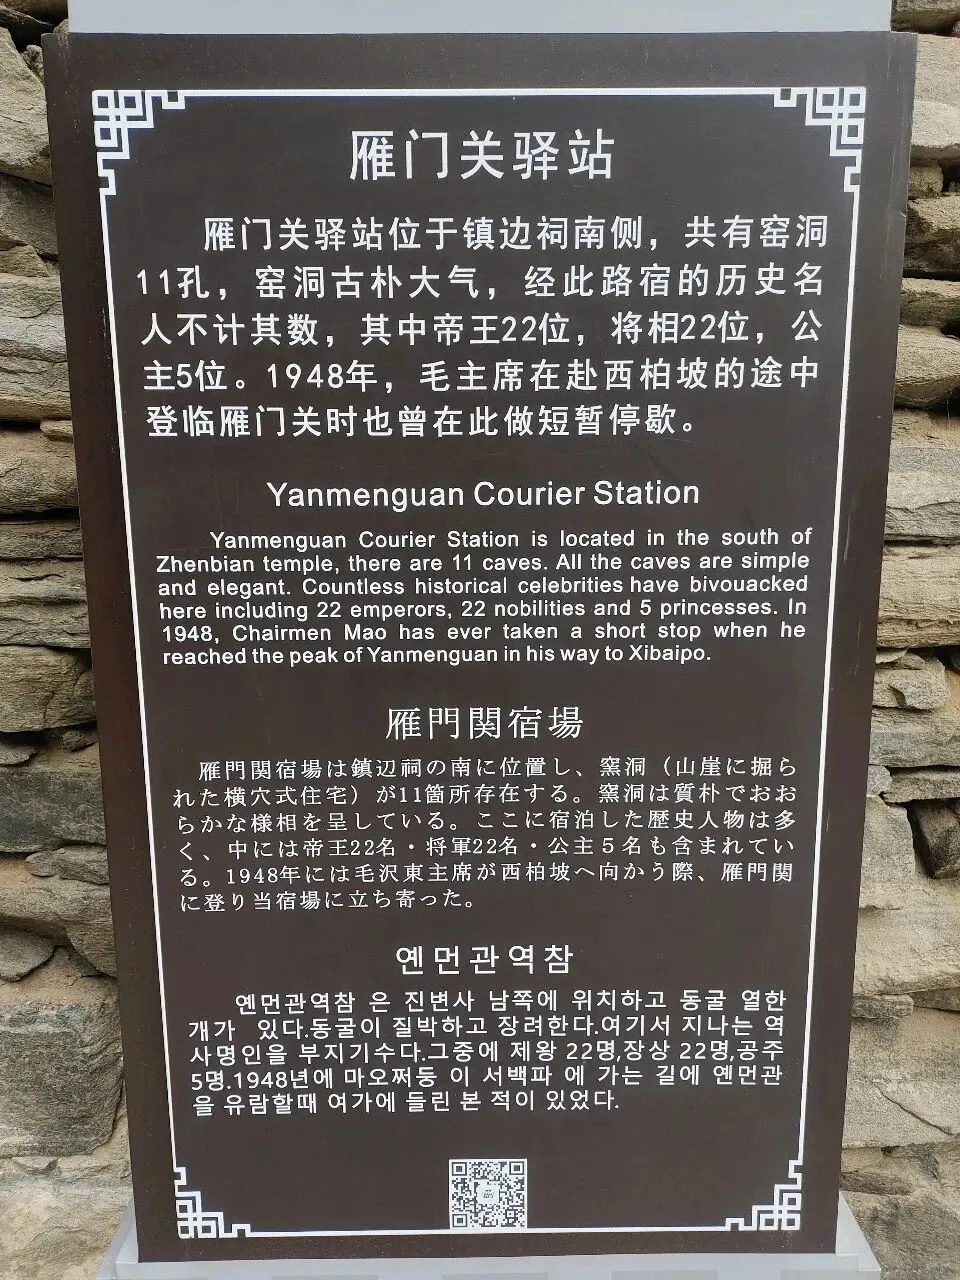 雁门关驿站
雁门关驿站位于镇边祠南侧，共有窑洞
11孔，窑洞古朴大气，经此路宿的历史名
人不计其数，其中帝王22位，将相22位，公
主5位。1948年，毛主席在赴西柏坡的途中
登临雁门关时也曾在此做短暂停歇。
Yanmenguan Courier Station
Yanmenguan Courier Station is located in the south of
Zhenbian temple, there are 11 caves. All the caves are simple
and elegant. Countless historical celebrities have bivouacked
here including 22 emperors, 22 nobilities and 5 princesses. In
1948, Chairmen Mao has ever taken a short stop when he
reached the peak of Yanmenguan in his way to Xibaipo.
雁門関宿場
雁門関宿場は鎮辺祠の南に位置し、窯洞（山崖に掘ら
れた横穴式住宅）が11箇所存在する。窯洞は質朴でおお
らかな様相を呈している。ここに宿泊した歴史人物は多
く、中には帝王22名・将軍22名・公主５名も含まれてい
る。1948年には毛沢東主席が西柏坡へ向かう際、雁門関
に登り当宿場に立ち寄った。
옌먼관역참
옌먼관역참 은 진변사 남쪽에 위치하고 동굴 열한
개가 있다.동굴이 질박하고 장려한다.여기서 지나는 역
사명인을 부지기수다.그중에 제왕 22명,장상 22명,공주
5명.1948년에 마오쩌둥 이 서백파 에 가는 길에 옌먼관
을 유람할때 여가에 들린 본 적이 있었다.